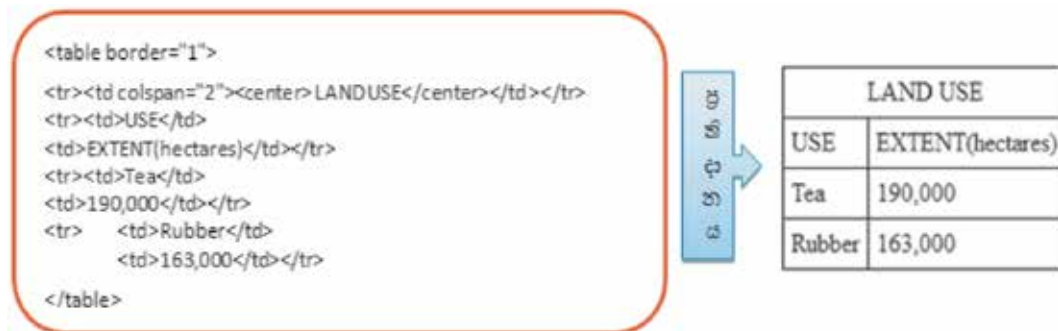 <table border="1">
<tr><td colspan="2"><center>LANDUSE</center></td></tr>
<tr><td>USE</td>
<td>EXTENT(hectares)</td></tr>
<tr><td>Tea</td>
<td>190,000</td></tr>
<tr> <td>Rubber</td>
<td>163,000</td></tr>
</table>
ප්‍රතිදානය
LAND USE
USE EXTENT(hectares)
Tea 190,000
Rubber 163,000